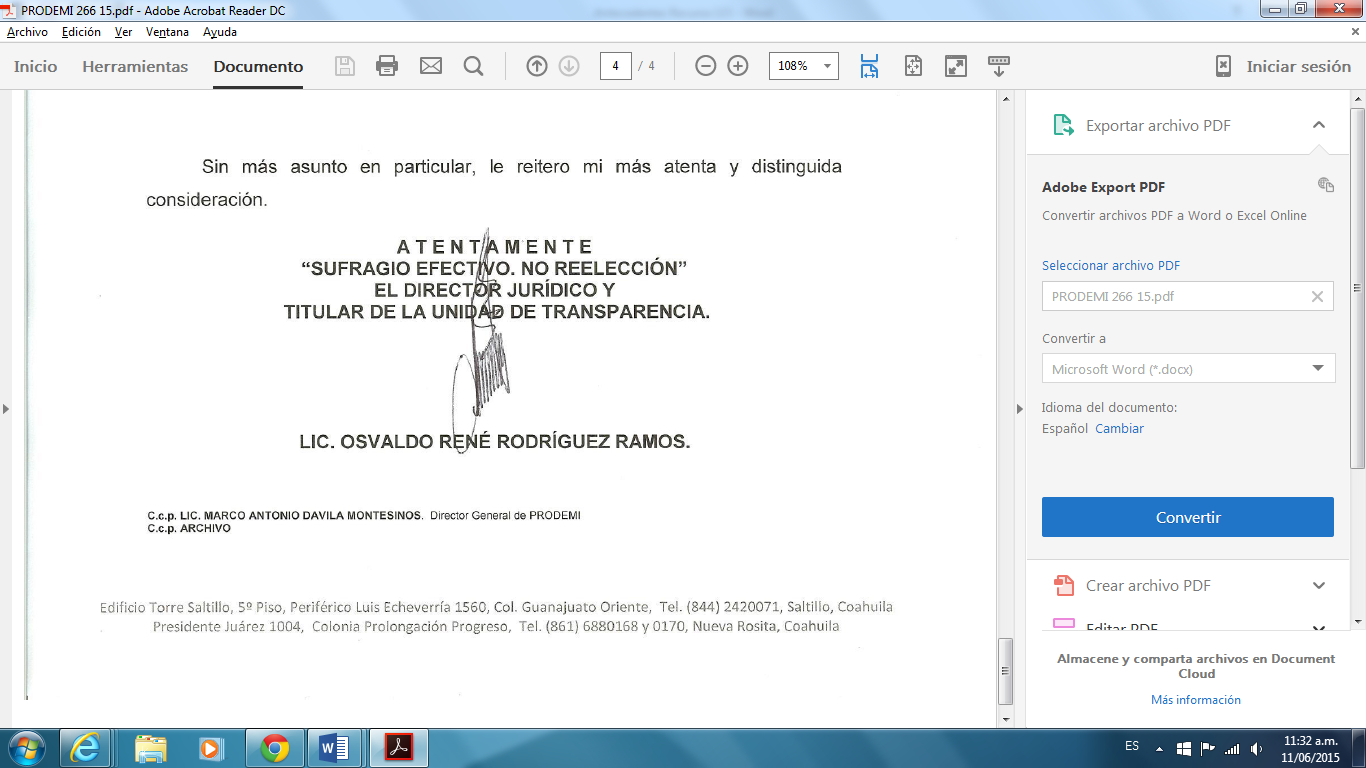 PRODEMI 266 15.pdf - Adobe Acrobat Reader DC
Archivo Edición Ver Ventana Ayuda
Inicio Herramientas Documento 4 / 4 108% Iniciar sesión
Sin más asunto en particular, le reitero mi más atenta y distinguida
consideración.
A T E N T A M E N T E
“SUFRAGIO EFECTIVO. NO REELECCIÓN”
EL DIRECTOR JURÍDICO Y
TITULAR DE LA UNIDAD DE TRANSPARENCIA.
LIC. OSVALDO RENÉ RODRÍGUEZ RAMOS.
C.c.p. LIC. MARCO ANTONIO DAVILA MONTESINOS. Director General de PRODEMI
C.c.p. ARCHIVO
Edificio Torre Saltillo, 5º Piso, Periférico Luis Echeverría 1560, Col. Guanajuato Oriente, Tel. (844) 2420071, Saltillo, Coahuila
Presidente Juárez 1004, Colonia Prolongación Progreso, Tel. (861) 6880168 y 0170, Nueva Rosita, Coahuila
Exportar archivo PDF
Adobe Export PDF
Convertir archivos PDF a Word o Excel Online
Seleccionar archivo PDF
PRODEMI 266 15.pdf
Convertir a
Microsoft Word (*.docx)
Idioma del documento:
Español Cambiar
Convertir
Crear archivo PDF
Editar PDF
Almacene y comparta archivos en Document
Cloud
Más información
ES
11:32 a.m.
11/06/2015